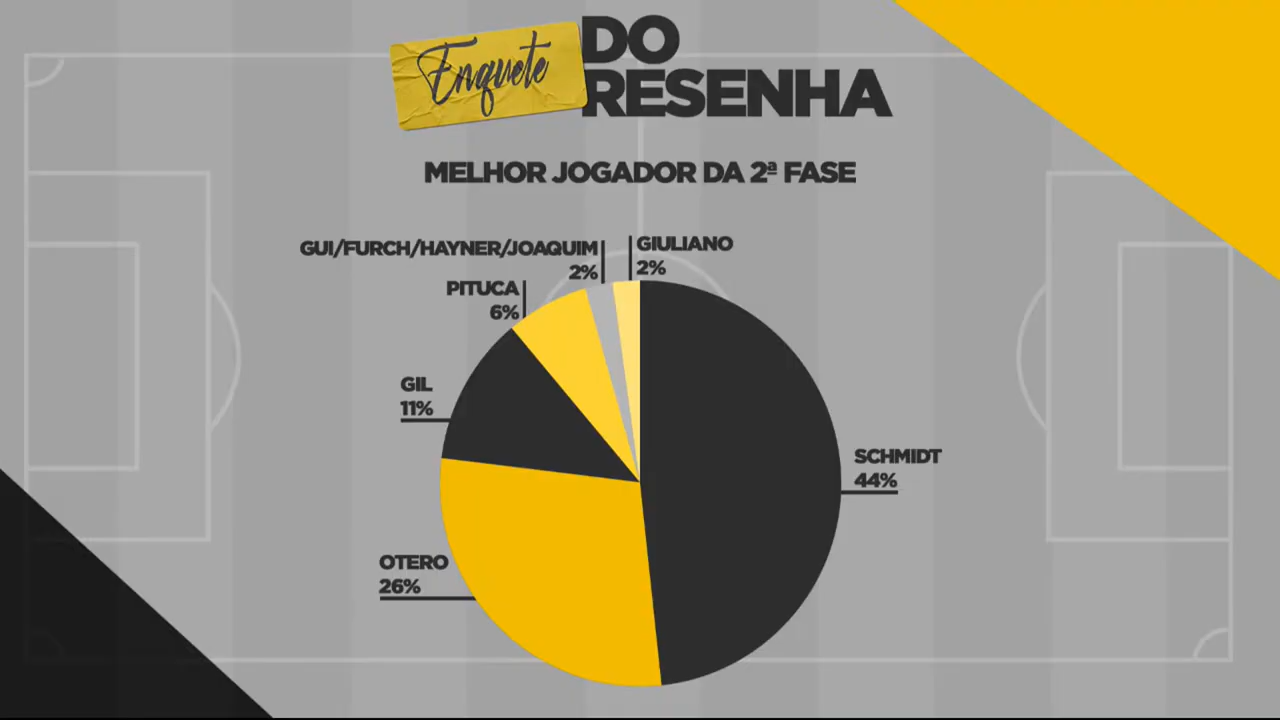 Enquete
DO
RESENHA
MELHOR JOGADOR DA 2ª FASE
GUI/FURCH/HAYNER/JOAQUIM
2%
GIULIANO
2%
PITUCA
6%
GIL
11%
SCHMIDT
44%
OTERO
26%